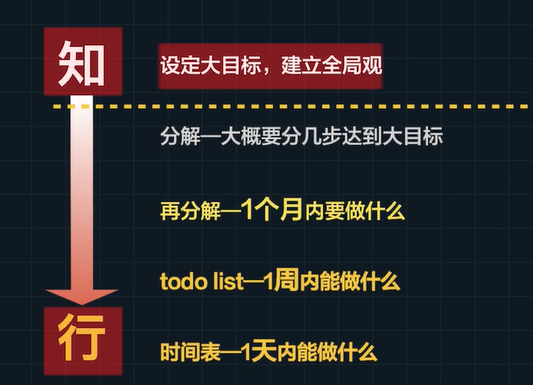 知
设定大目标，建立全局观
分解—大概要分几步达到大目标
再分解—1个月内要做什么
todo list—1周内能做什么
行
时间表—1天内能做什么